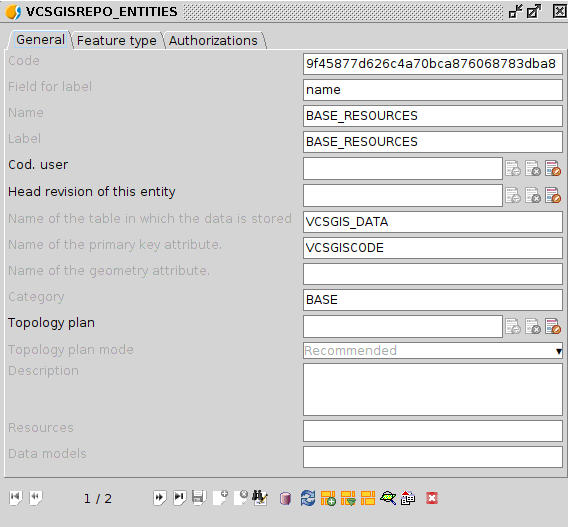 VCSGISREPO_ENTITIES
General Feature type Authorizations
Code 9f45877d626c4a70bca876068783dba8
Field for label name
Name BASE_RESOURCES
Label BASE_RESOURCES
Cod. user
Head revision of this entity
Name of the table in which the data is stored VCSGIS_DATA
Name of the primary key attribute. VCSGISCODE
Name of the geometry attribute.
Category BASE
Topology plan
Topology plan mode Recommended
Description
Resources
Data models
1 / 2